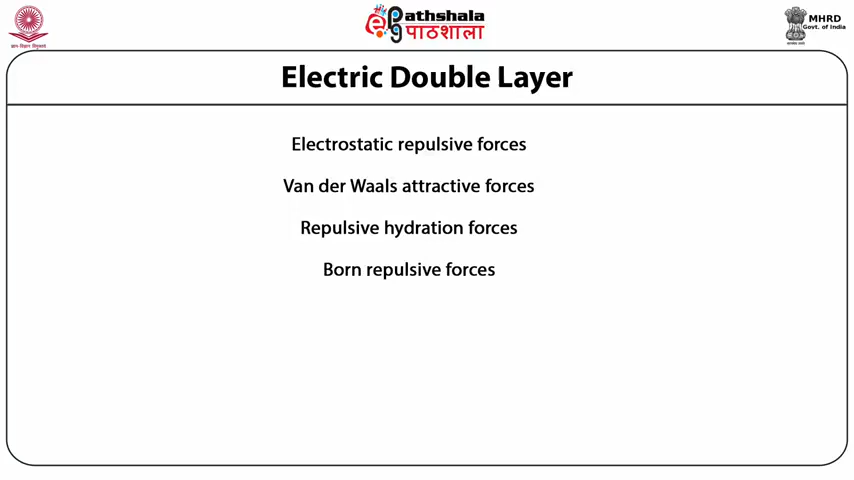 ePathshala
पाठशाला
MHRD
Govt. of India
Electric Double Layer
Electrostatic repulsive forces
Van der Waals attractive forces
Repulsive hydration forces
Born repulsive forces